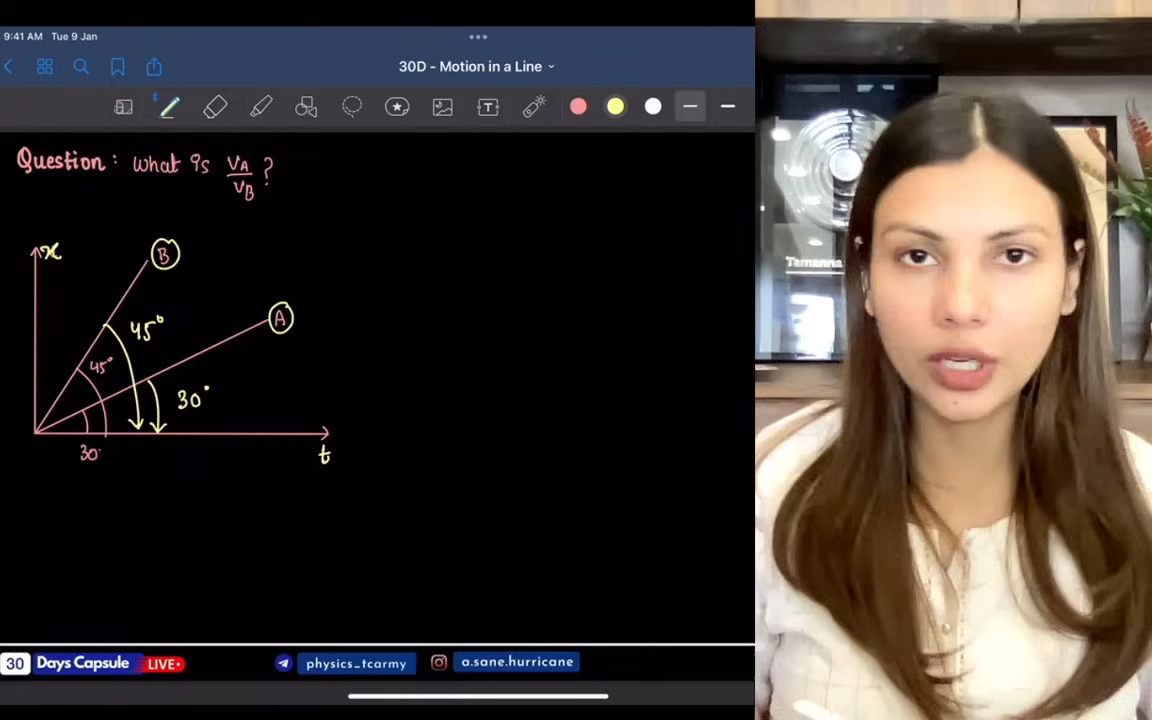 9:41 AM Tue 9 Jan
30D - Motion in a Line
T
Question: What is vA/vB?
x
B
A
45°
45°
30°
30
t
Temanna
30 Days Capsule LIVE
physics_tcarmy
a.sane.hurricane